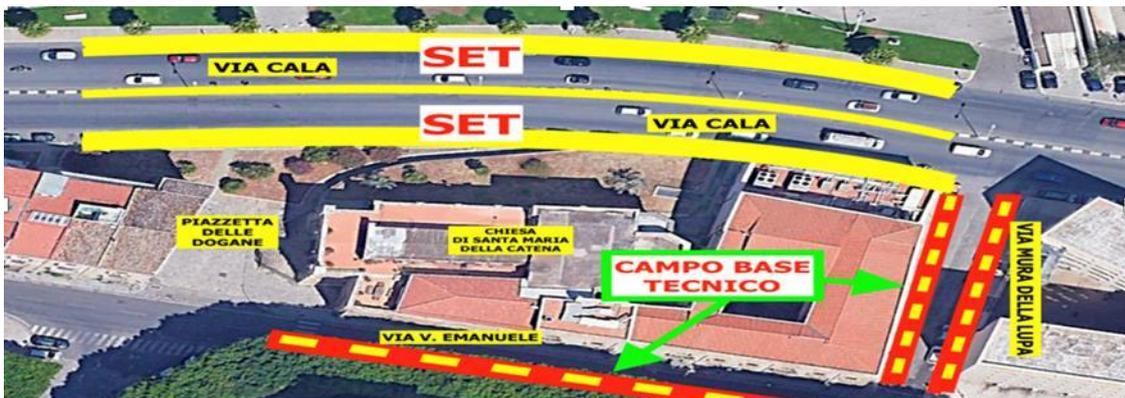 SET
VIA CALA
SET
VIA CALA
PIAZZETTA
DELLE
DOGANE
CHIESA
DI SANTA MARIA
DELLA CATENA
CAMPO BASE
TECNICO
VIA MURA DELLA LUPA
VIA V. EMANUELE